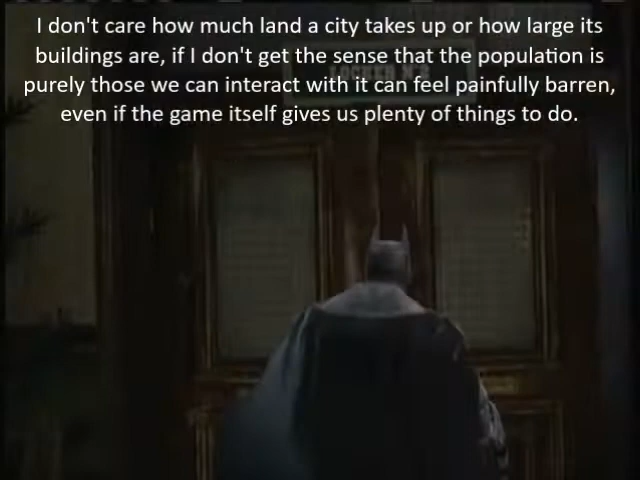 I don't care how much land a city takes up or how large its
buildings are, if I don't get the sense that the population is
purely those we can interact with it can feel painfully barren,
even if the game itself gives us plenty of things to do.